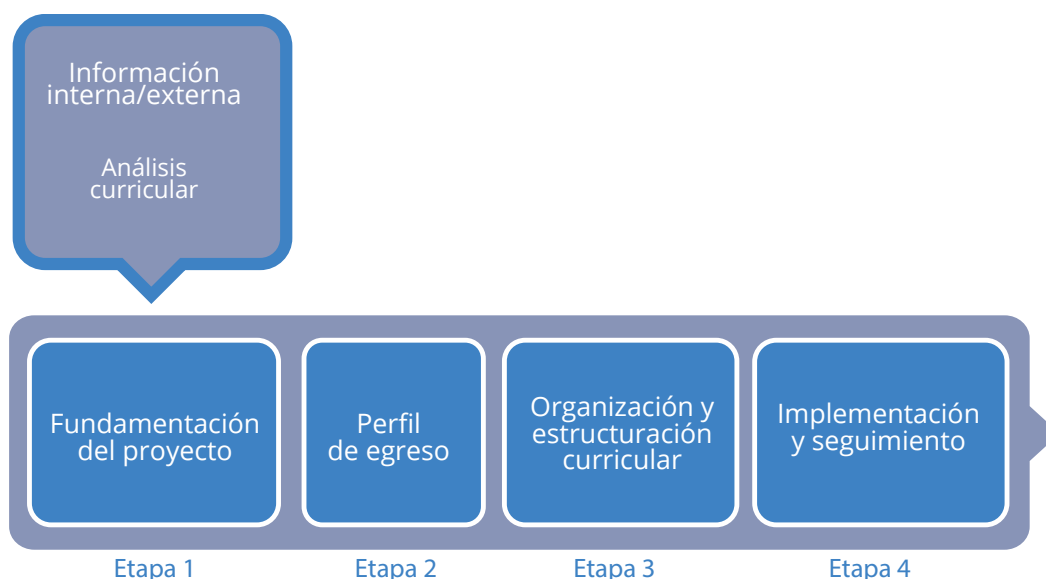 Información
interna/externa
Análisis
curricular
Fundamentación
del proyecto
Perfil
de egreso
Organización y
estructuración
curricular
Implementación
y seguimiento
Etapa 1
Etapa 2
Etapa 3
Etapa 4